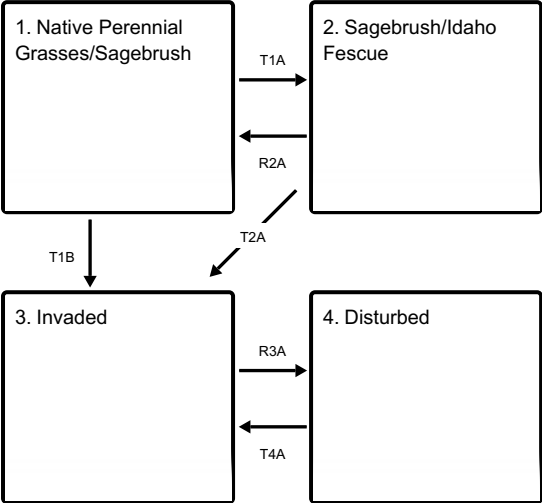 1. Native Perennial
Grasses/Sagebrush
T1A
2. Sagebrush/Idaho
Fescue
R2A
T1B
T2A
3. Invaded
R3A
4. Disturbed
T4A